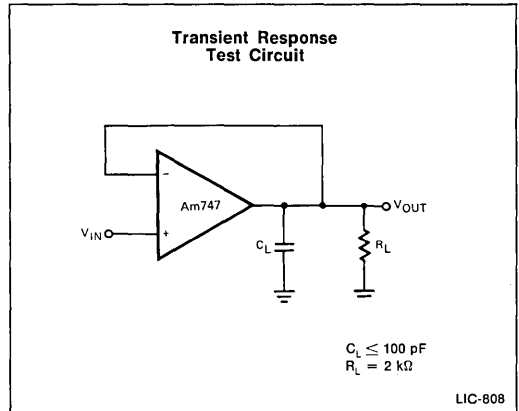 Transient Response
Test Circuit
−
Am747
+
V_IN
V_OUT
C_L
R_L
C_L ≤ 100 pF
R_L = 2 kΩ
LIC-808